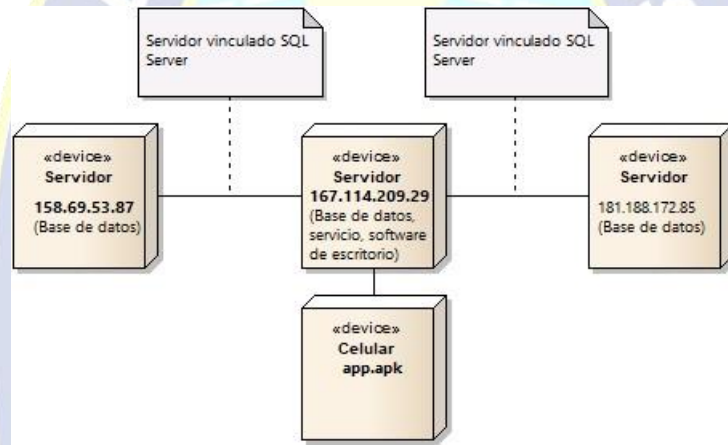 Servidor vinculado SQL
Server
Servidor vinculado SQL
Server
«device»
Servidor
158.69.53.87
(Base de datos)
«device»
Servidor
167.114.209.29
(Base de datos,
servicio, software
de escritorio)
«device»
Servidor
181.188.172.85
(Base de datos)
«device»
Celular
app.apk